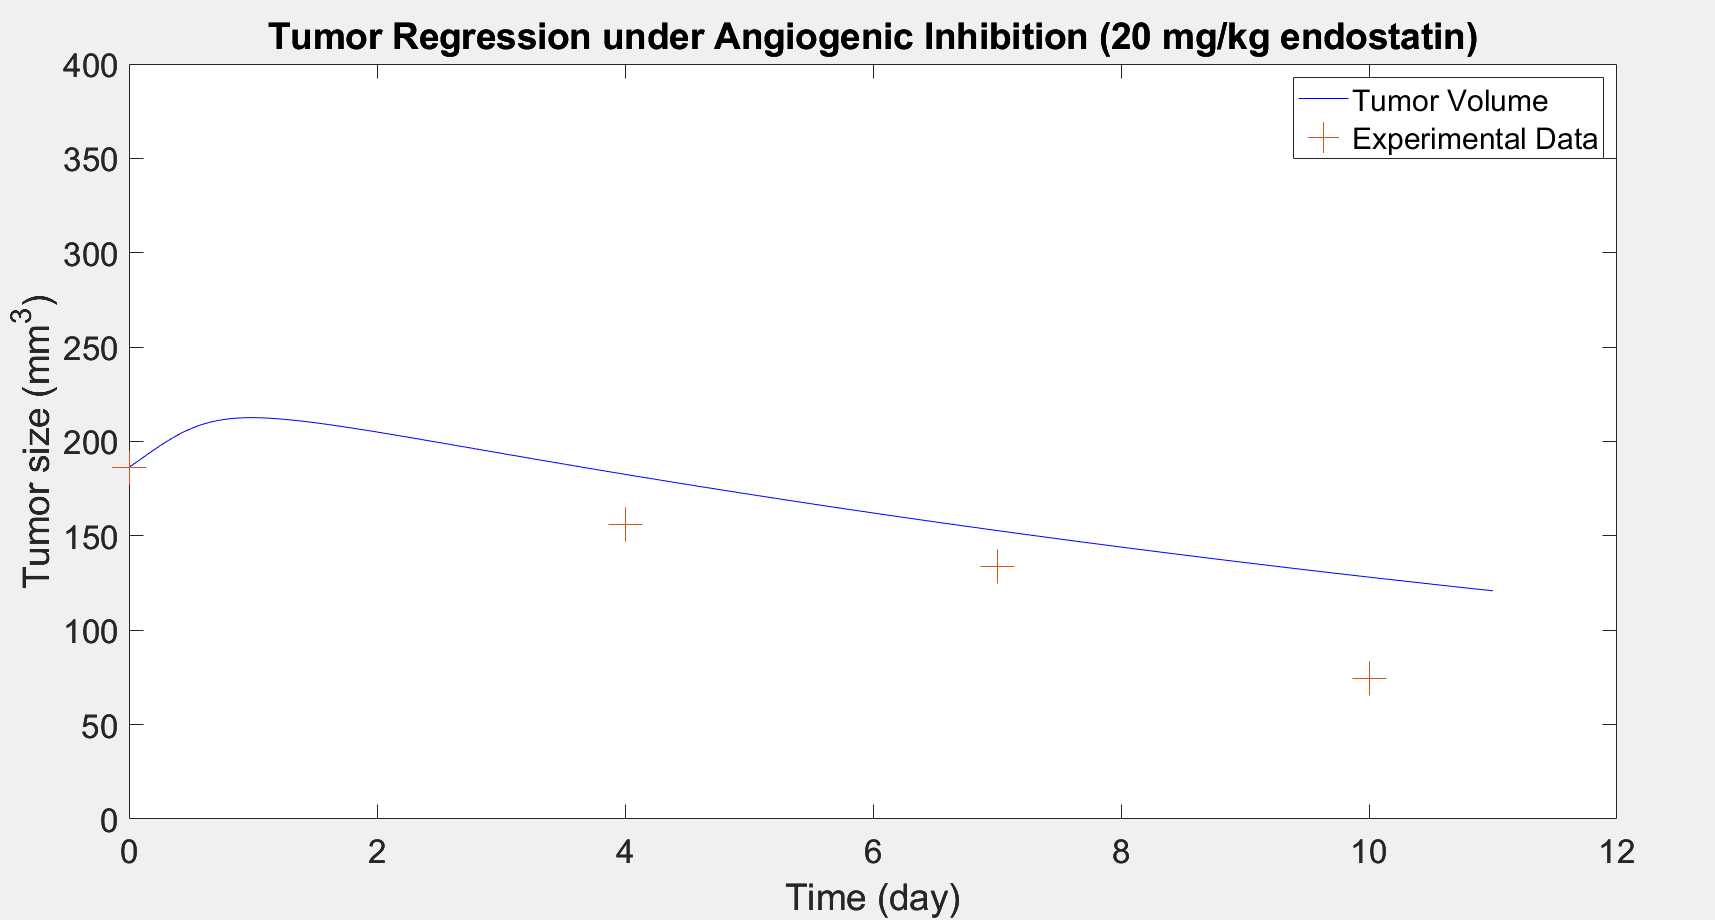 Tumor Regression under Angiogenic Inhibition (20 mg/kg endostatin)
Tumor Volume
Experimental Data
Tumor size (mm³)
400
350
300
250
200
150
100
50
0
0 2 4 6 8 10 12
Time (day)